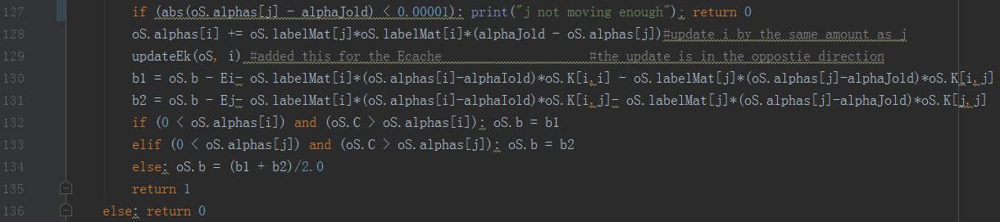 127 if (abs(oS.alphas[j] - alphaJold) < 0.00001): print("j not moving enough"); return 0
128 oS.alphas[i] += oS.labelMat[j]*oS.labelMat[i]*(alphaJold - oS.alphas[j])#update i by the same amount as j
129 updateEk(oS, i) #added this for the Ecache #the update is in the oppostie direction
130 b1 = oS.b - Ei- oS.labelMat[i]*(oS.alphas[i]-alphaIold)*oS.K[i,i] - oS.labelMat[j]*(oS.alphas[j]-alphaJold)*oS.K[i,j]
131 b2 = oS.b - Ej- oS.labelMat[i]*(oS.alphas[i]-alphaIold)*oS.K[i,j]- oS.labelMat[j]*(oS.alphas[j]-alphaJold)*oS.K[j,j]
132 if (0 < oS.alphas[i]) and (oS.C > oS.alphas[i]): oS.b = b1
133 elif (0 < oS.alphas[j]) and (oS.C > oS.alphas[j]): oS.b = b2
134 else: oS.b = (b1 + b2)/2.0
135 return 1
136 else: return 0